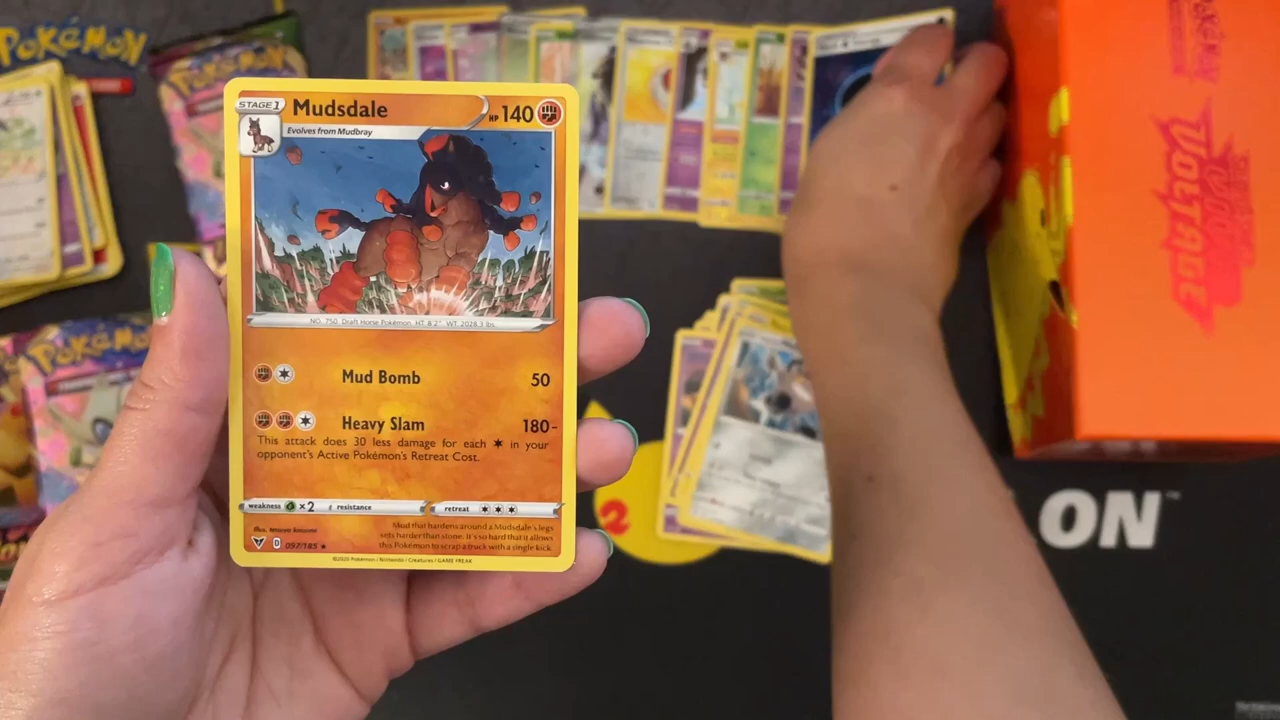 POKÉMON
POKÉMON
POKÉMON
STAGE 1
Mudsdale
HP 140
Evolves from Mudbray
NO. 750 Draft Horse Pokémon HT. 8'2" WT. 2028.3 lbs.
Mud Bomb
50
Heavy Slam
180-
This attack does 30 less damage for each in your
opponent's Active Pokémon's Retreat Cost.
weakness ×2 resistance retreat
Mud that hardens around a Mudsdale's legs
sets harder than stone. It's so hard that it allows
this Pokémon to scrap a truck with a single kick.
D 097/185 ★
©2020 Pokémon / Nintendo / Creatures / GAME FREAK
POKÉMON
VOLTAGE
2
ON™